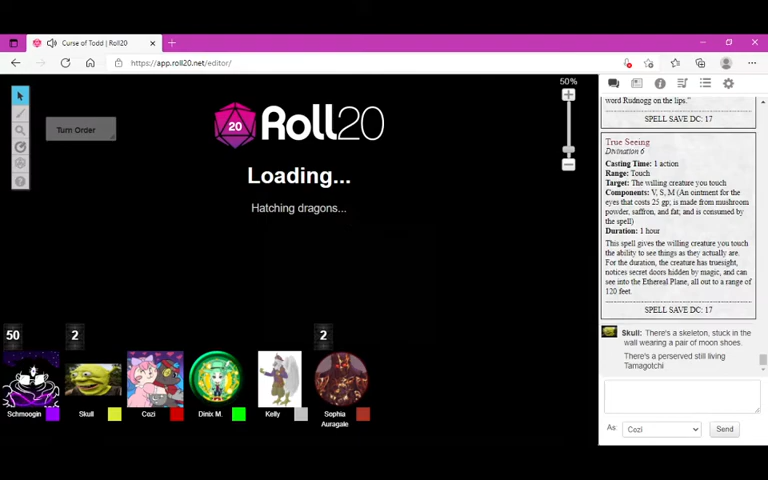 Curse of Todd | Roll20
https://app.roll20.net/editor/
50%
Turn Order
20
Roll20
Loading...
Hatching dragons...
word Rudnogg on the lips."
SPELL SAVE DC: 17
True Seeing
Divination 6
Casting Time: 1 action
Range: Touch
Target: The willing creature you touch
Components: V, S, M (An ointment for the
eyes that costs 25 gp; is made from mushroom
powder, saffron, and fat; and is consumed by
the spell)
Duration: 1 hour
This spell gives the willing creature you touch
the ability to see things as they actually are.
For the duration, the creature has truesight,
notices secret doors hidden by magic, and can
see into the Ethereal Plane, all out to a range of
120 feet.
SPELL SAVE DC: 17
Skull: There's a skeleton, stuck in the
wall wearing a pair of moon shoes.
There's a perserved still living
Tamagotchi
50
2
2
Schmoogin
Skull
Cozi
Dinix M.
Kelly
Sophia
Auragale
As:
Cozi
Send